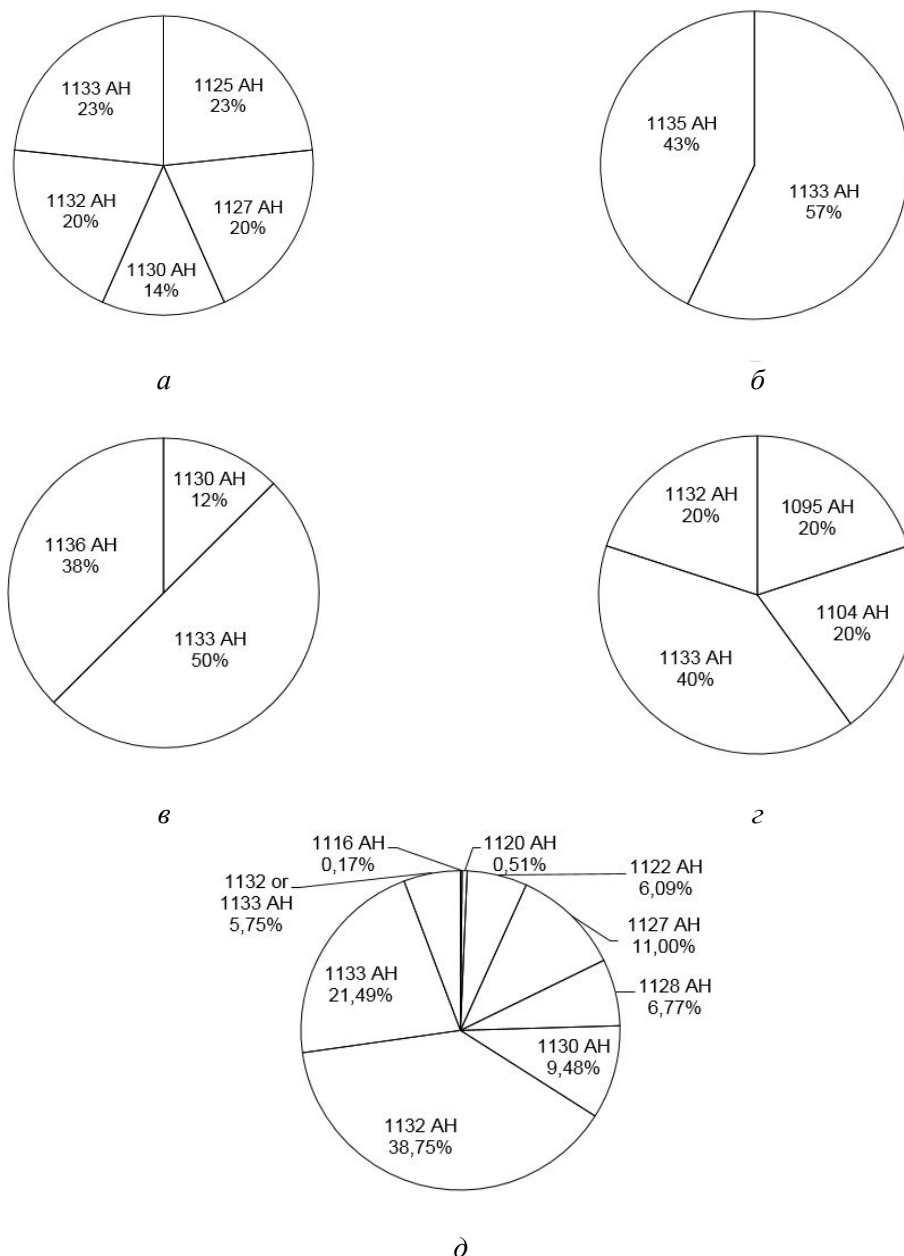 1133 AH
23%
1125 AH
23%
1132 AH
20%
1127 AH
20%
1130 AH
14%
а
1135 AH
43%
1133 AH
57%
б
1130 AH
12%
1136 AH
38%
1133 AH
50%
в
1132 AH
20%
1095 AH
20%
1104 AH
20%
1133 AH
40%
г
1116 AH
0,17%
1120 AH
0,51%
1122 AH
6,09%
1132 or
1133 AH
5,75%
1127 AH
11,00%
1133 AH
21,49%
1128 AH
6,77%
1130 AH
9,48%
1132 AH
38,75%
д